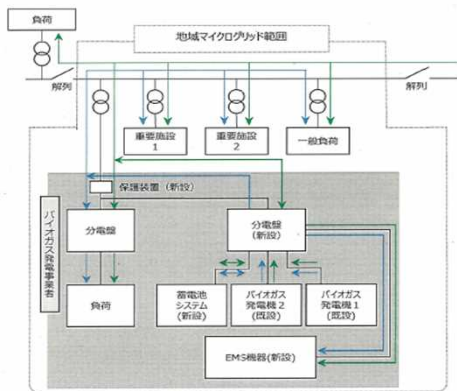 負荷
地域マイクログリッド範囲
解列
解列
重要施設
1
重要施設
2
一般負荷
保護装置（新設）
バイオガス発電事業者
分電盤
分電盤
(新設)
負荷
蓄電池
システム
(新設)
バイオガス
発電機２
(既設)
バイオガス
発電機１
(既設)
EMS機器(新設)